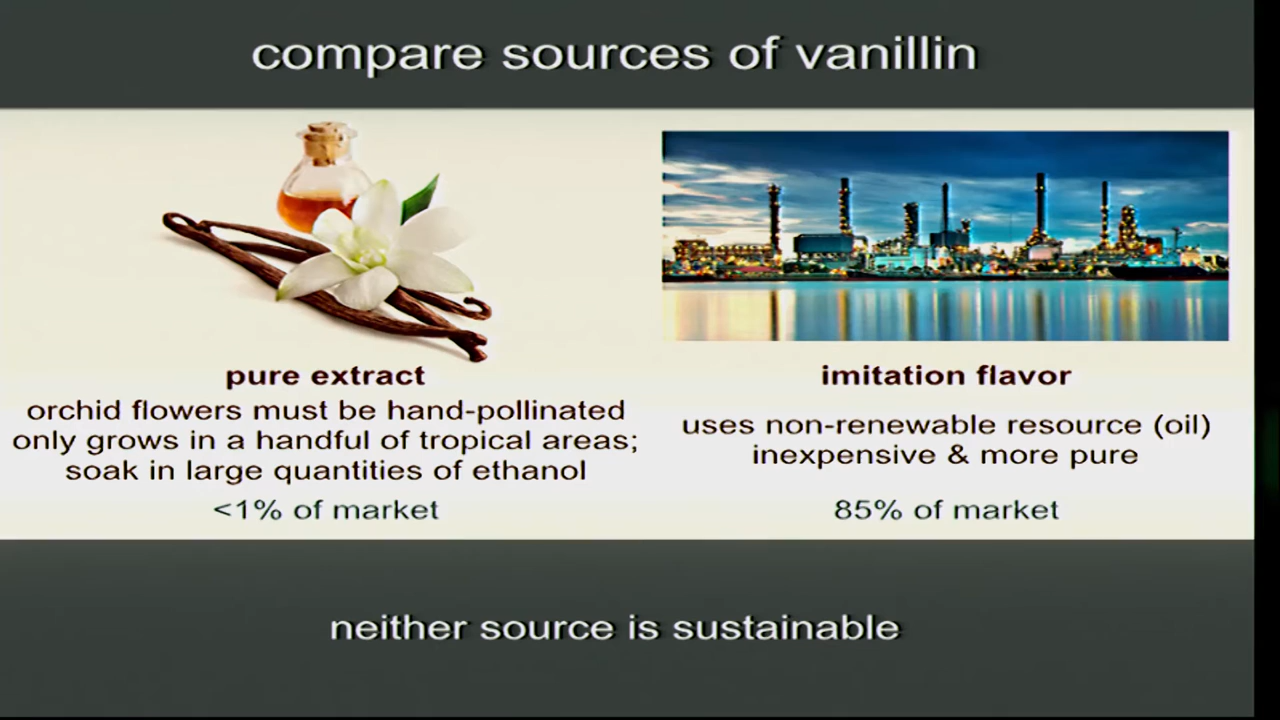 compare sources of vanillin
pure extract
orchid flowers must be hand-pollinated
only grows in a handful of tropical areas;
soak in large quantities of ethanol
<1% of market
imitation flavor
uses non-renewable resource (oil)
inexpensive & more pure
85% of market
neither source is sustainable